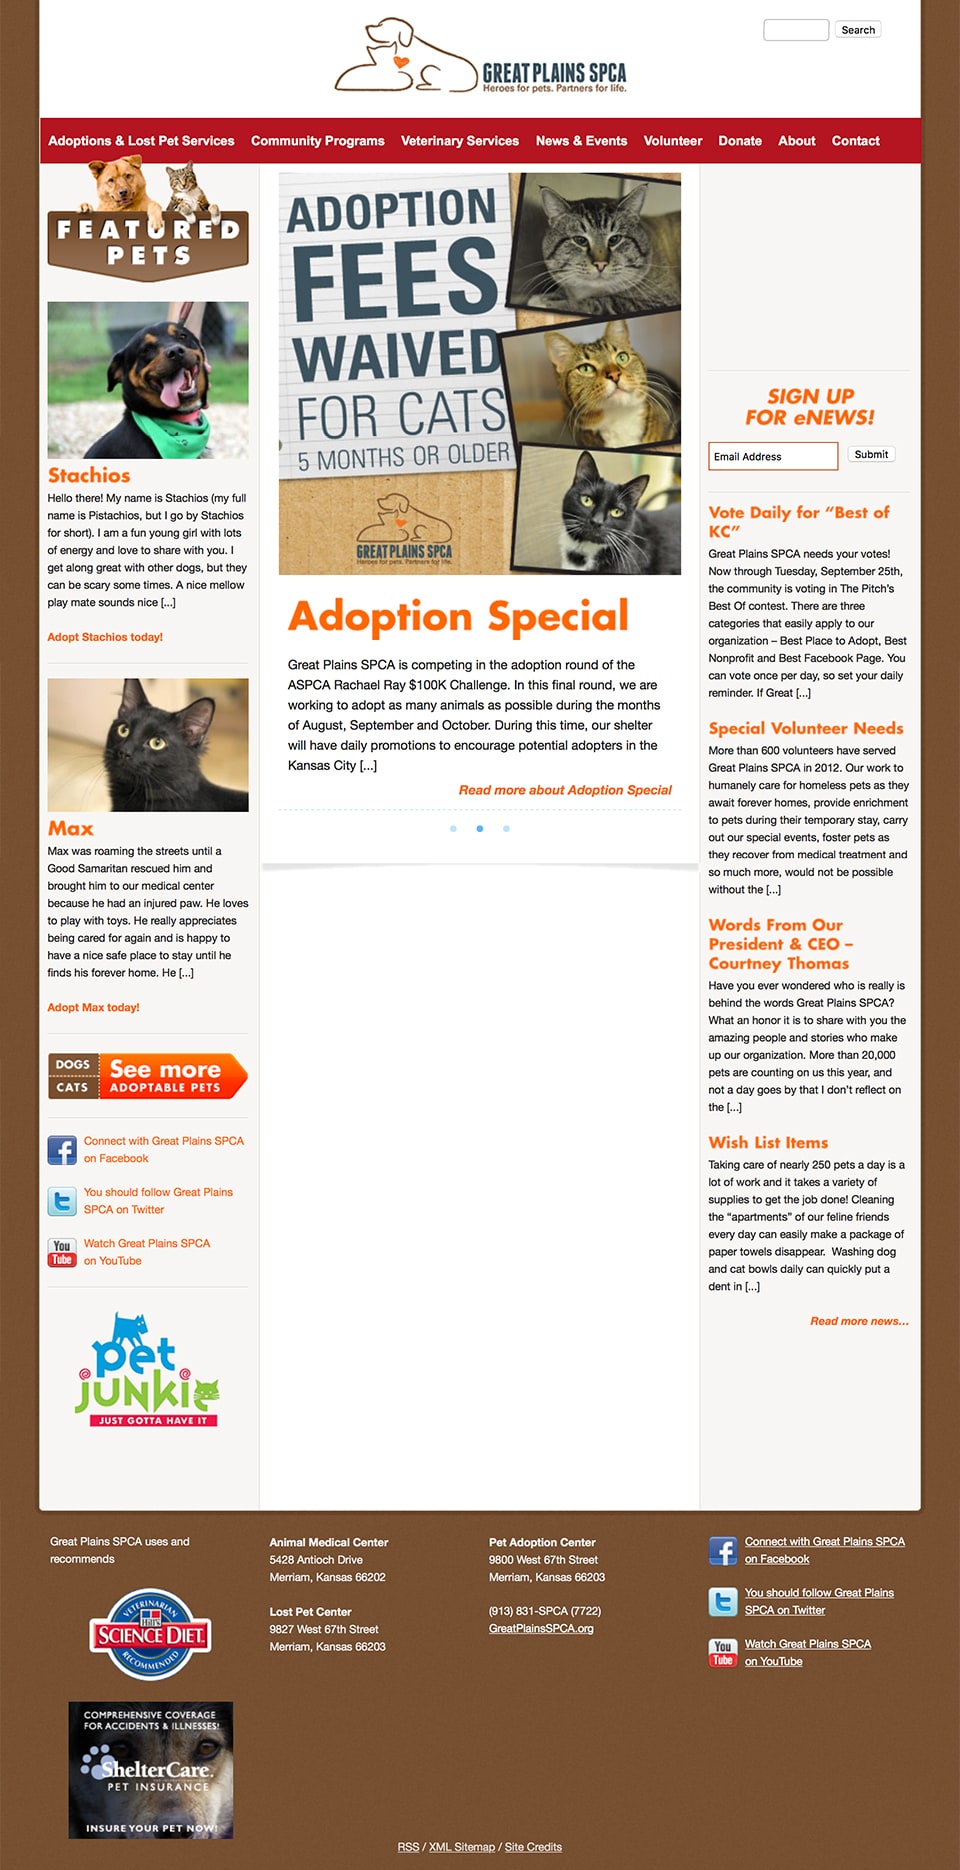 GREAT PLAINS SPCA
Heroes for pets. Partners for life.
Search
Adoptions & Lost Pet Services Community Programs Veterinary Services News & Events Volunteer Donate About Contact
FEATURED
PETS
Stachios
Hello there! My name is Stachios (my full
name is Pistachios, but I go by Stachios
for short). I am a fun young girl with lots
of energy and love to share with you. I
get along great with other dogs, but they
can be scary some times. A nice mellow
play mate sounds nice [...]
Adopt Stachios today!
Max
Max was roaming the streets until a
Good Samaritan rescued him and
brought him to our medical center
because he had an injured paw. He loves
to play with toys. He really appreciates
being cared for again and is happy to
have a nice safe place to stay until he
finds his forever home. He [...]
Adopt Max today!
DOGS
CATS
See more
ADOPTABLE PETS
Connect with Great Plains SPCA
on Facebook
You should follow Great Plains
SPCA on Twitter
You
Tube
Watch Great Plains SPCA
on YouTube
pet
junkie
JUST GOTTA HAVE IT
ADOPTION
FEES
WAIVED
FOR CATS
5 MONTHS OR OLDER
GREAT PLAINS SPCA
Heroes for pets. Partners for life.
Adoption Special
Great Plains SPCA is competing in the adoption round of the
ASPCA Rachael Ray $100K Challenge. In this final round, we are
working to adopt as many animals as possible during the months
of August, September and October. During this time, our shelter
will have daily promotions to encourage potential adopters in the
Kansas City [...]
Read more about Adoption Special
SIGN UP
FOR eNEWS!
Email Address
Submit
Vote Daily for “Best of
KC”
Great Plains SPCA needs your votes!
Now through Tuesday, September 25th,
the community is voting in The Pitch’s
Best Of contest. There are three
categories that easily apply to our
organization – Best Place to Adopt, Best
Nonprofit and Best Facebook Page. You
can vote once per day, so set your daily
reminder. If Great [...]
Special Volunteer Needs
More than 600 volunteers have served
Great Plains SPCA in 2012. Our work to
humanely care for homeless pets as they
await forever homes, provide enrichment
to pets during their temporary stay, carry
out our special events, foster pets as
they recover from medical treatment and
so much more, would not be possible
without the [...]
Words From Our
President & CEO –
Courtney Thomas
Have you ever wondered who is really is
behind the words Great Plains SPCA?
What an honor it is to share with you the
amazing people and stories who make
up our organization. More than 20,000
pets are counting on us this year, and
not a day goes by that I don’t reflect on
the [...]
Wish List Items
Taking care of nearly 250 pets a day is a
lot of work and it takes a variety of
supplies to get the job done! Cleaning
the “apartments” of our feline friends
every day can easily make a package of
paper towels disappear. Washing dog
and cat bowls daily can quickly put a
dent in [...]
Read more news...
Great Plains SPCA uses and
recommends
VETERINARIAN
Hill's
SCIENCE DIET.
RECOMMENDED
COMPREHENSIVE COVERAGE
FOR ACCIDENTS & ILLNESSES!
ShelterCare.
PET INSURANCE
INSURE YOUR PET NOW!
Animal Medical Center
5428 Antioch Drive
Merriam, Kansas 66202
Lost Pet Center
9827 West 67th Street
Merriam, Kansas 66203
Pet Adoption Center
9800 West 67th Street
Merriam, Kansas 66203
(913) 831-SPCA (7722)
GreatPlainsSPCA.org
Connect with Great Plains SPCA
on Facebook
You should follow Great Plains
SPCA on Twitter
You
Tube
Watch Great Plains SPCA
on YouTube
RSS / XML Sitemap / Site Credits